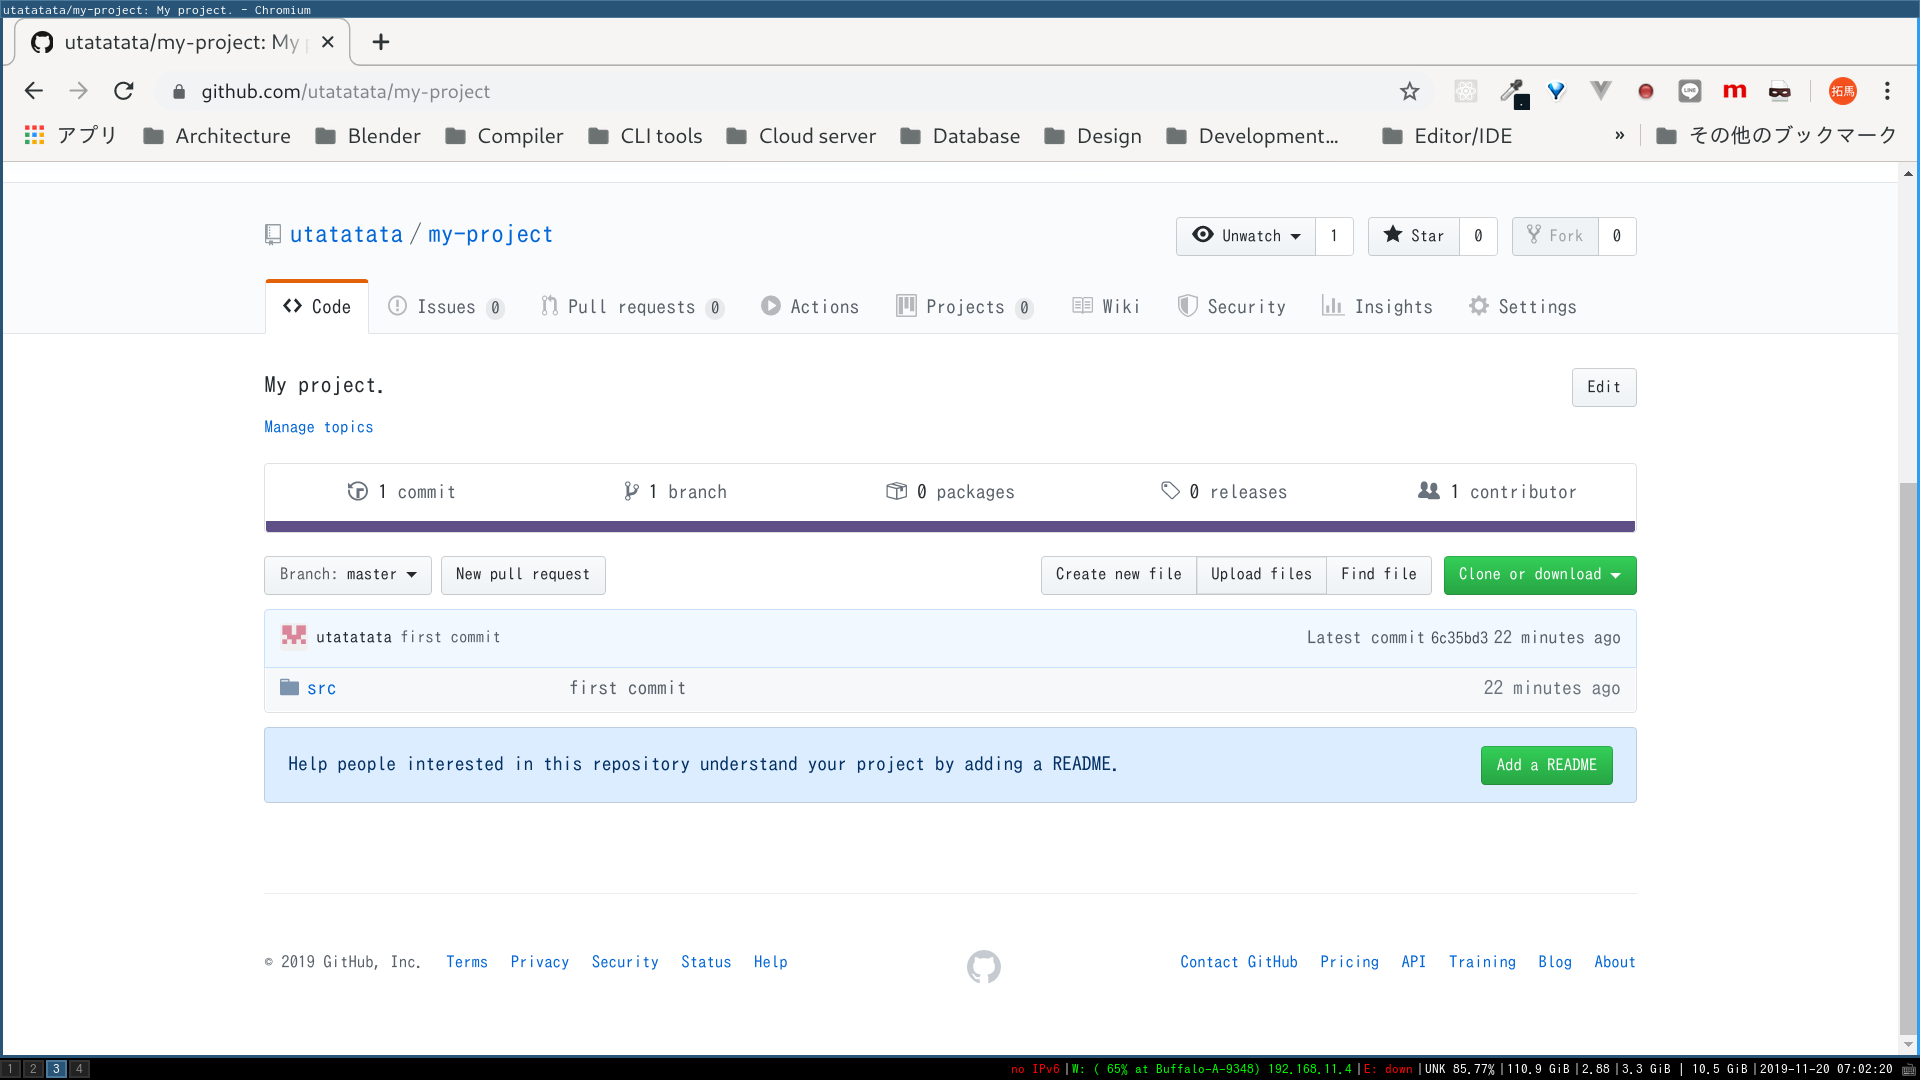 utatatata/my-project: My project. - Chromium
utatatata/my-project: My
github.com/utatatata/my-project
拓馬
アプリ Architecture Blender Compiler CLI tools Cloud server Database Design Development... Editor/IDE » その他のブックマーク
utatatata / my-project
Unwatch 1 Star 0 Fork 0
Code Issues 0 Pull requests 0 Actions Projects 0 Wiki Security Insights Settings
My project.
Edit
Manage topics
1 commit 1 branch 0 packages 0 releases 1 contributor
Branch: master New pull request Create new file Upload files Find file Clone or download
utatatata first commit Latest commit 6c35bd3 22 minutes ago
src first commit 22 minutes ago
Help people interested in this repository understand your project by adding a README.
Add a README
© 2019 GitHub, Inc. Terms Privacy Security Status Help Contact GitHub Pricing API Training Blog About
1 2 3 4 no IPv6|W: ( 65% at Buffalo-A-9348) 192.168.11.4|E: down|UNK 85.77%|110.9 GiB|2.88|3.3 GiB | 10.5 GiB|2019-11-20 07:02:20